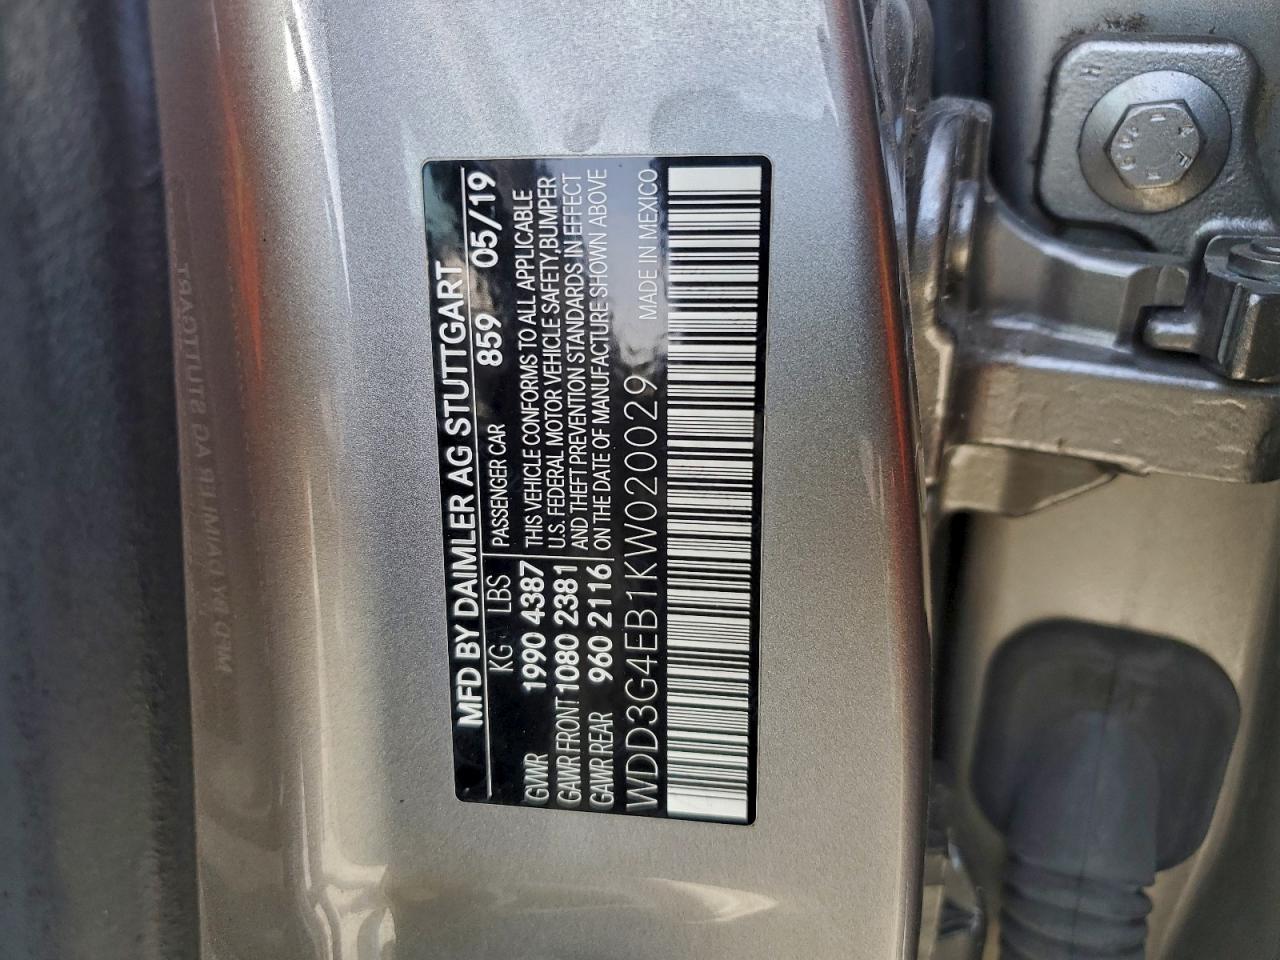 MFD BY DAIMLER AG STUTTGART
KG LBS PASSENGER CAR 859 05/19
GVWR 1990 4387 THIS VEHICLE CONFORMS TO ALL APPLICABLE
GAWR FRONT 1080 2381 U.S. FEDERAL MOTOR VEHICLE SAFETY,BUMPER
AND THEFT PREVENTION STANDARDS IN EFFECT
GAWR REAR 960 2116 ON THE DATE OF MANUFACTURE SHOWN ABOVE
WDD3G4EB1KW020029 MADE IN MEXICO